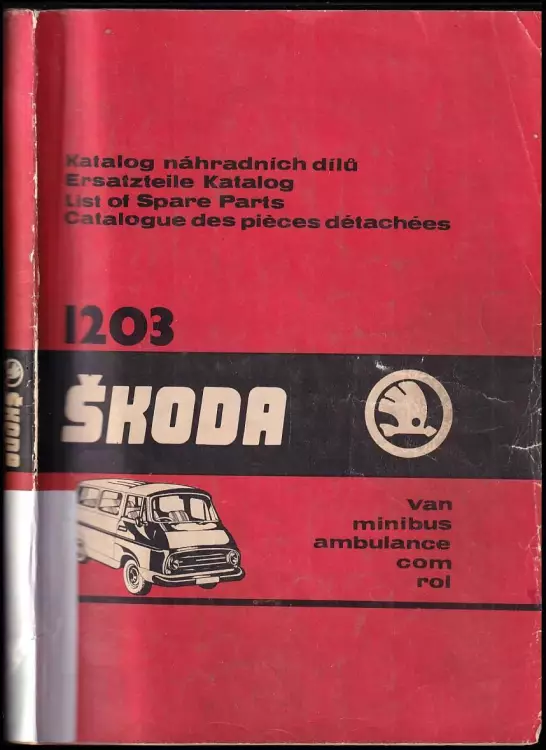 Katalog náhradních dílů
Ersatzteile Katalog
List of Spare Parts
Catalogue des pièces détachées
1203
ŠKODA
ŠKODA
van
minibus
ambulance
com
rol